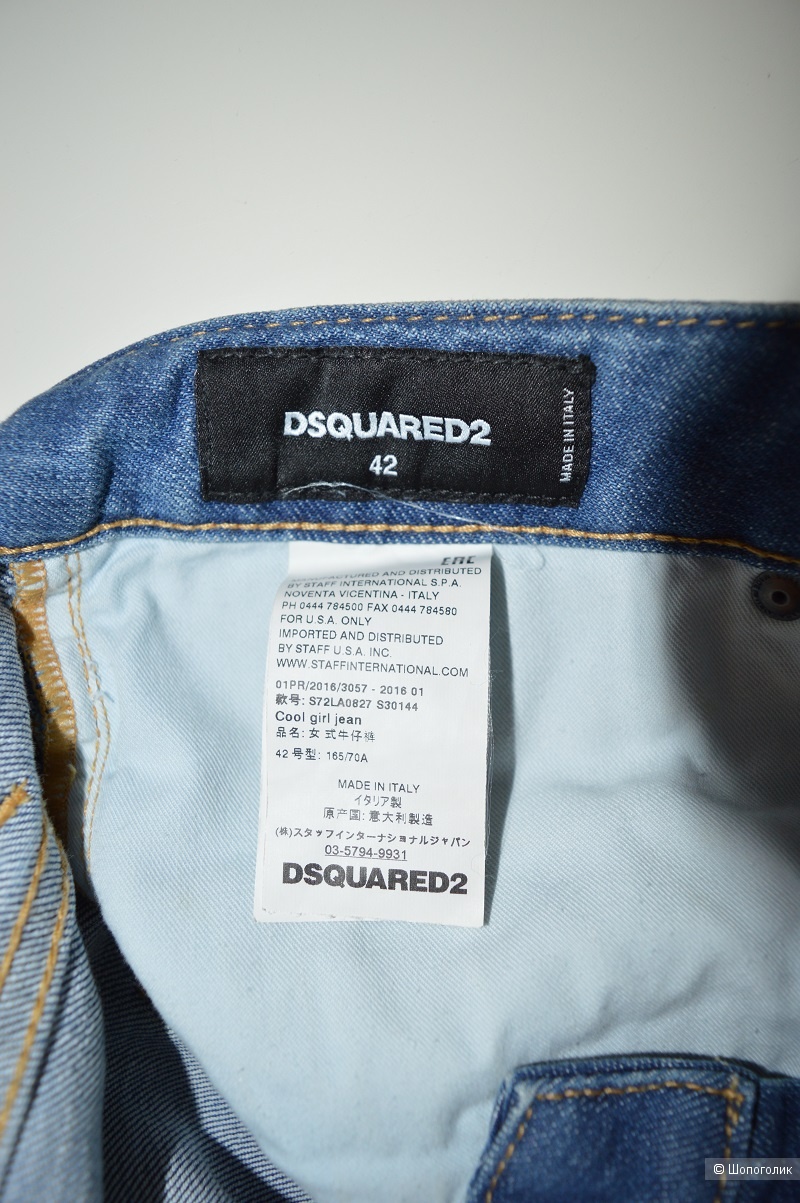 DSQUARED2
42
MADE IN ITALY
EAC
MANUFACTURED AND DISTRIBUTED
BY STAFF INTERNATIONAL S.P.A.
NOVENTA VICENTINA - ITALY
PH 0444 784500 FAX 0444 784580
FOR U.S.A. ONLY
IMPORTED AND DISTRIBUTED
BY STAFF U.S.A. INC.
WWW.STAFFINTERNATIONAL.COM
01PR/2016/3057 - 2016 01
款号: S72LA0827 S30144
Cool girl jean
品名: 女式牛仔裤
42 号型: 165/70A
MADE IN ITALY
イタリア製
原产国: 意大利製造
(株)スタッフインターナショナルジャパン
03-5794-9931
DSQUARED2
© Шопоголик